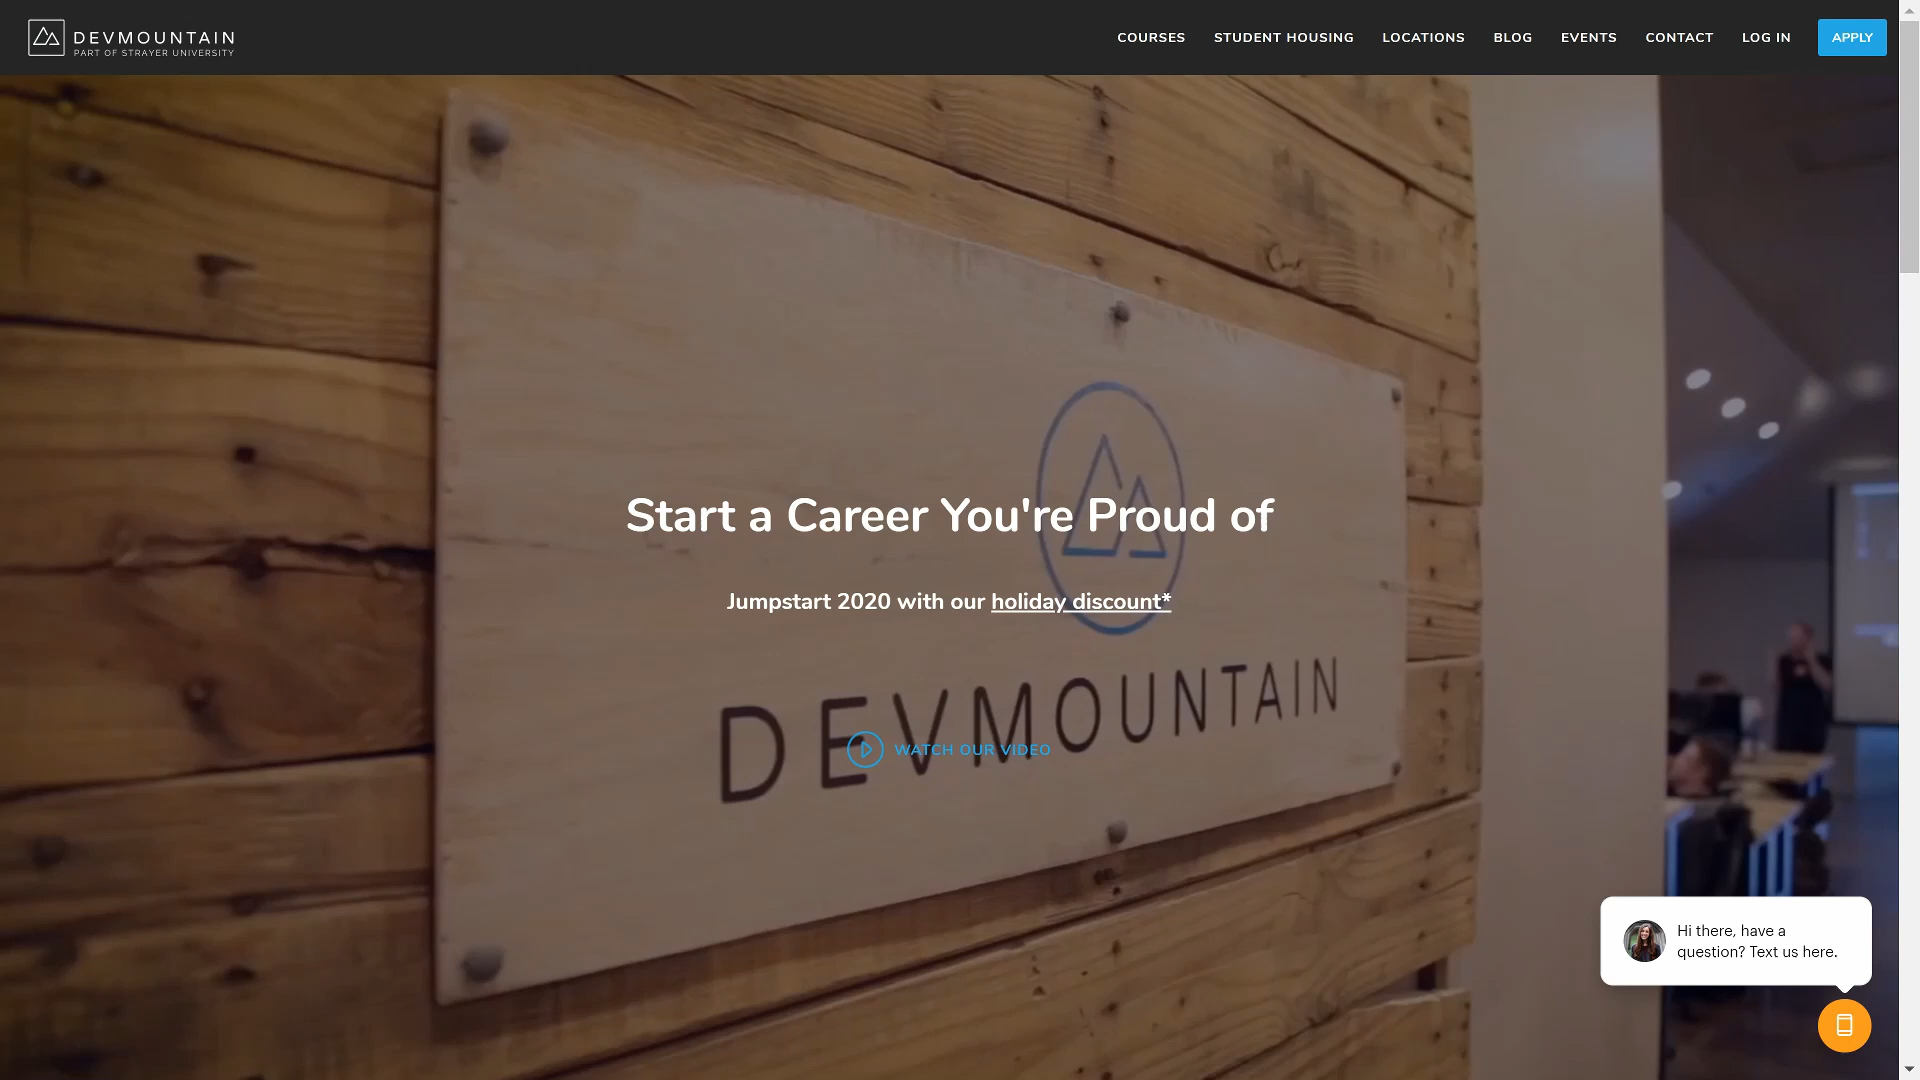 DEVMOUNTAIN
PART OF STRAYER UNIVERSITY
COURSES
STUDENT HOUSING
LOCATIONS
BLOG
EVENTS
CONTACT
LOG IN
APPLY
Start a Career You're Proud of
Jumpstart 2020 with our holiday discount*
DEVMOUNTAIN
WATCH OUR VIDEO
Hi there, have a
question? Text us here.